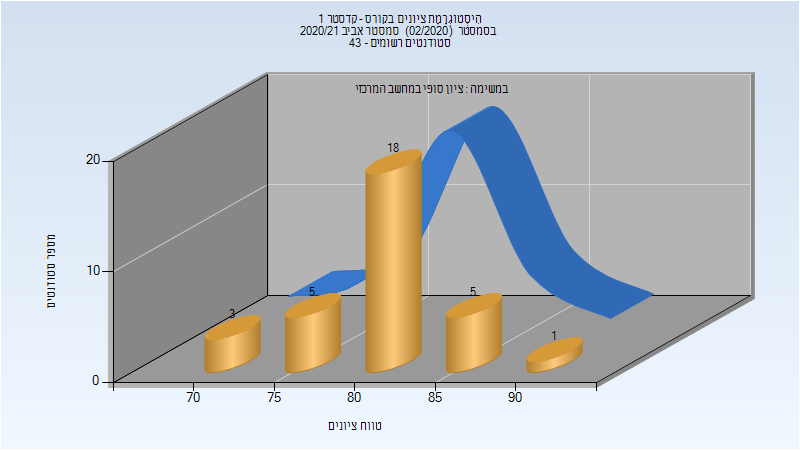 היסטוגרמת ציונים בקורס - קדסטר 1
בסמסטר (02/2020) סמסטר אביב 2020/21
סטודנטים רשומים - 43
במשימה : ציון סופי במחשב המרכזי
20
10
0
מספר סטודנטים
3
5
18
5
1
70
75
80
85
90
טווח ציונים